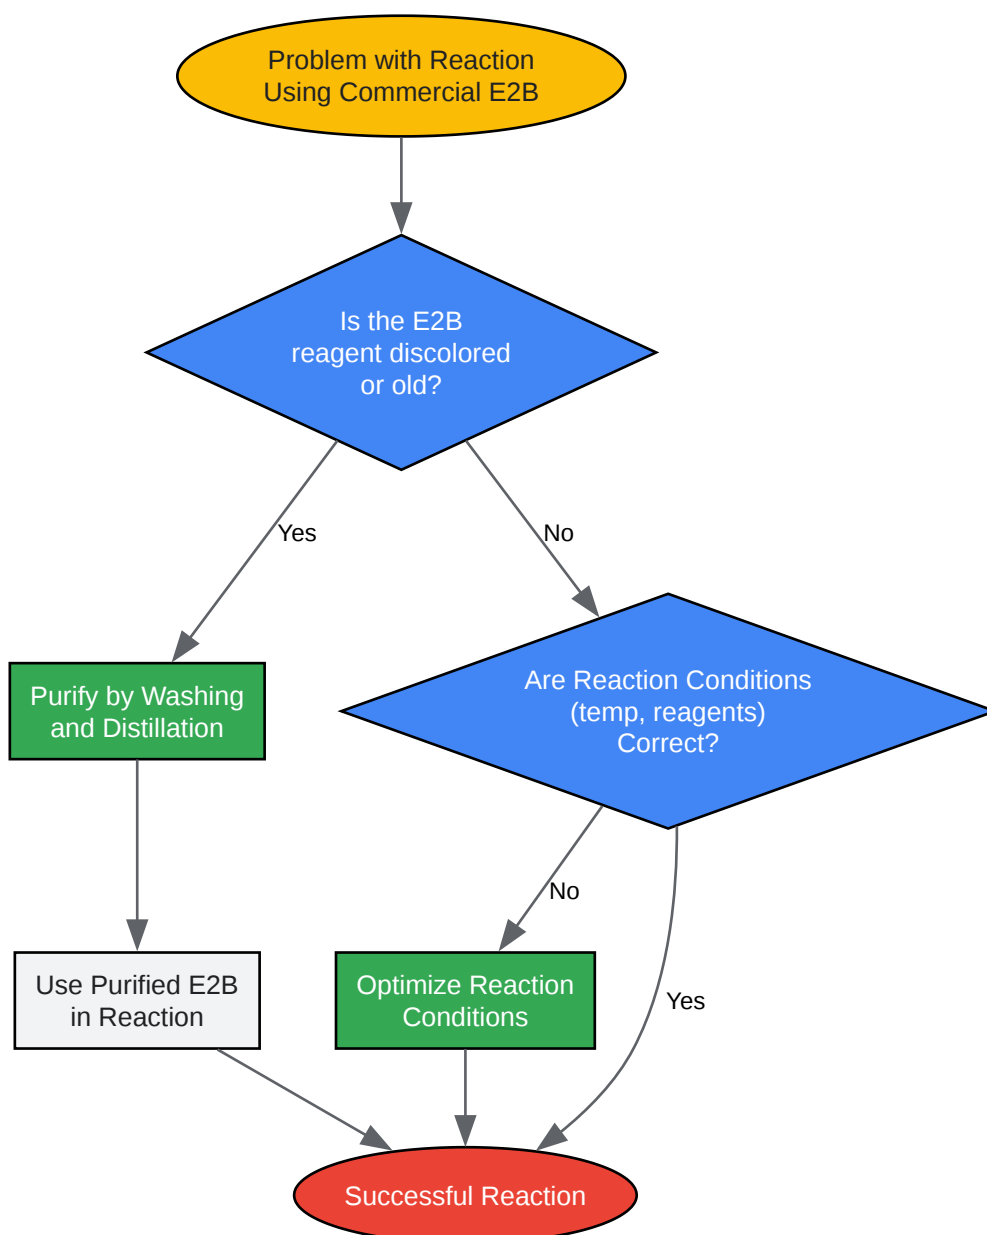 Problem with Reaction
Using Commercial E2B
Is the E2B
reagent discolored
or old?
Yes
No
Purify by Washing
and Distillation
Are Reaction Conditions
(temp, reagents)
Correct?
No
Yes
Use Purified E2B
in Reaction
Optimize Reaction
Conditions
Successful Reaction